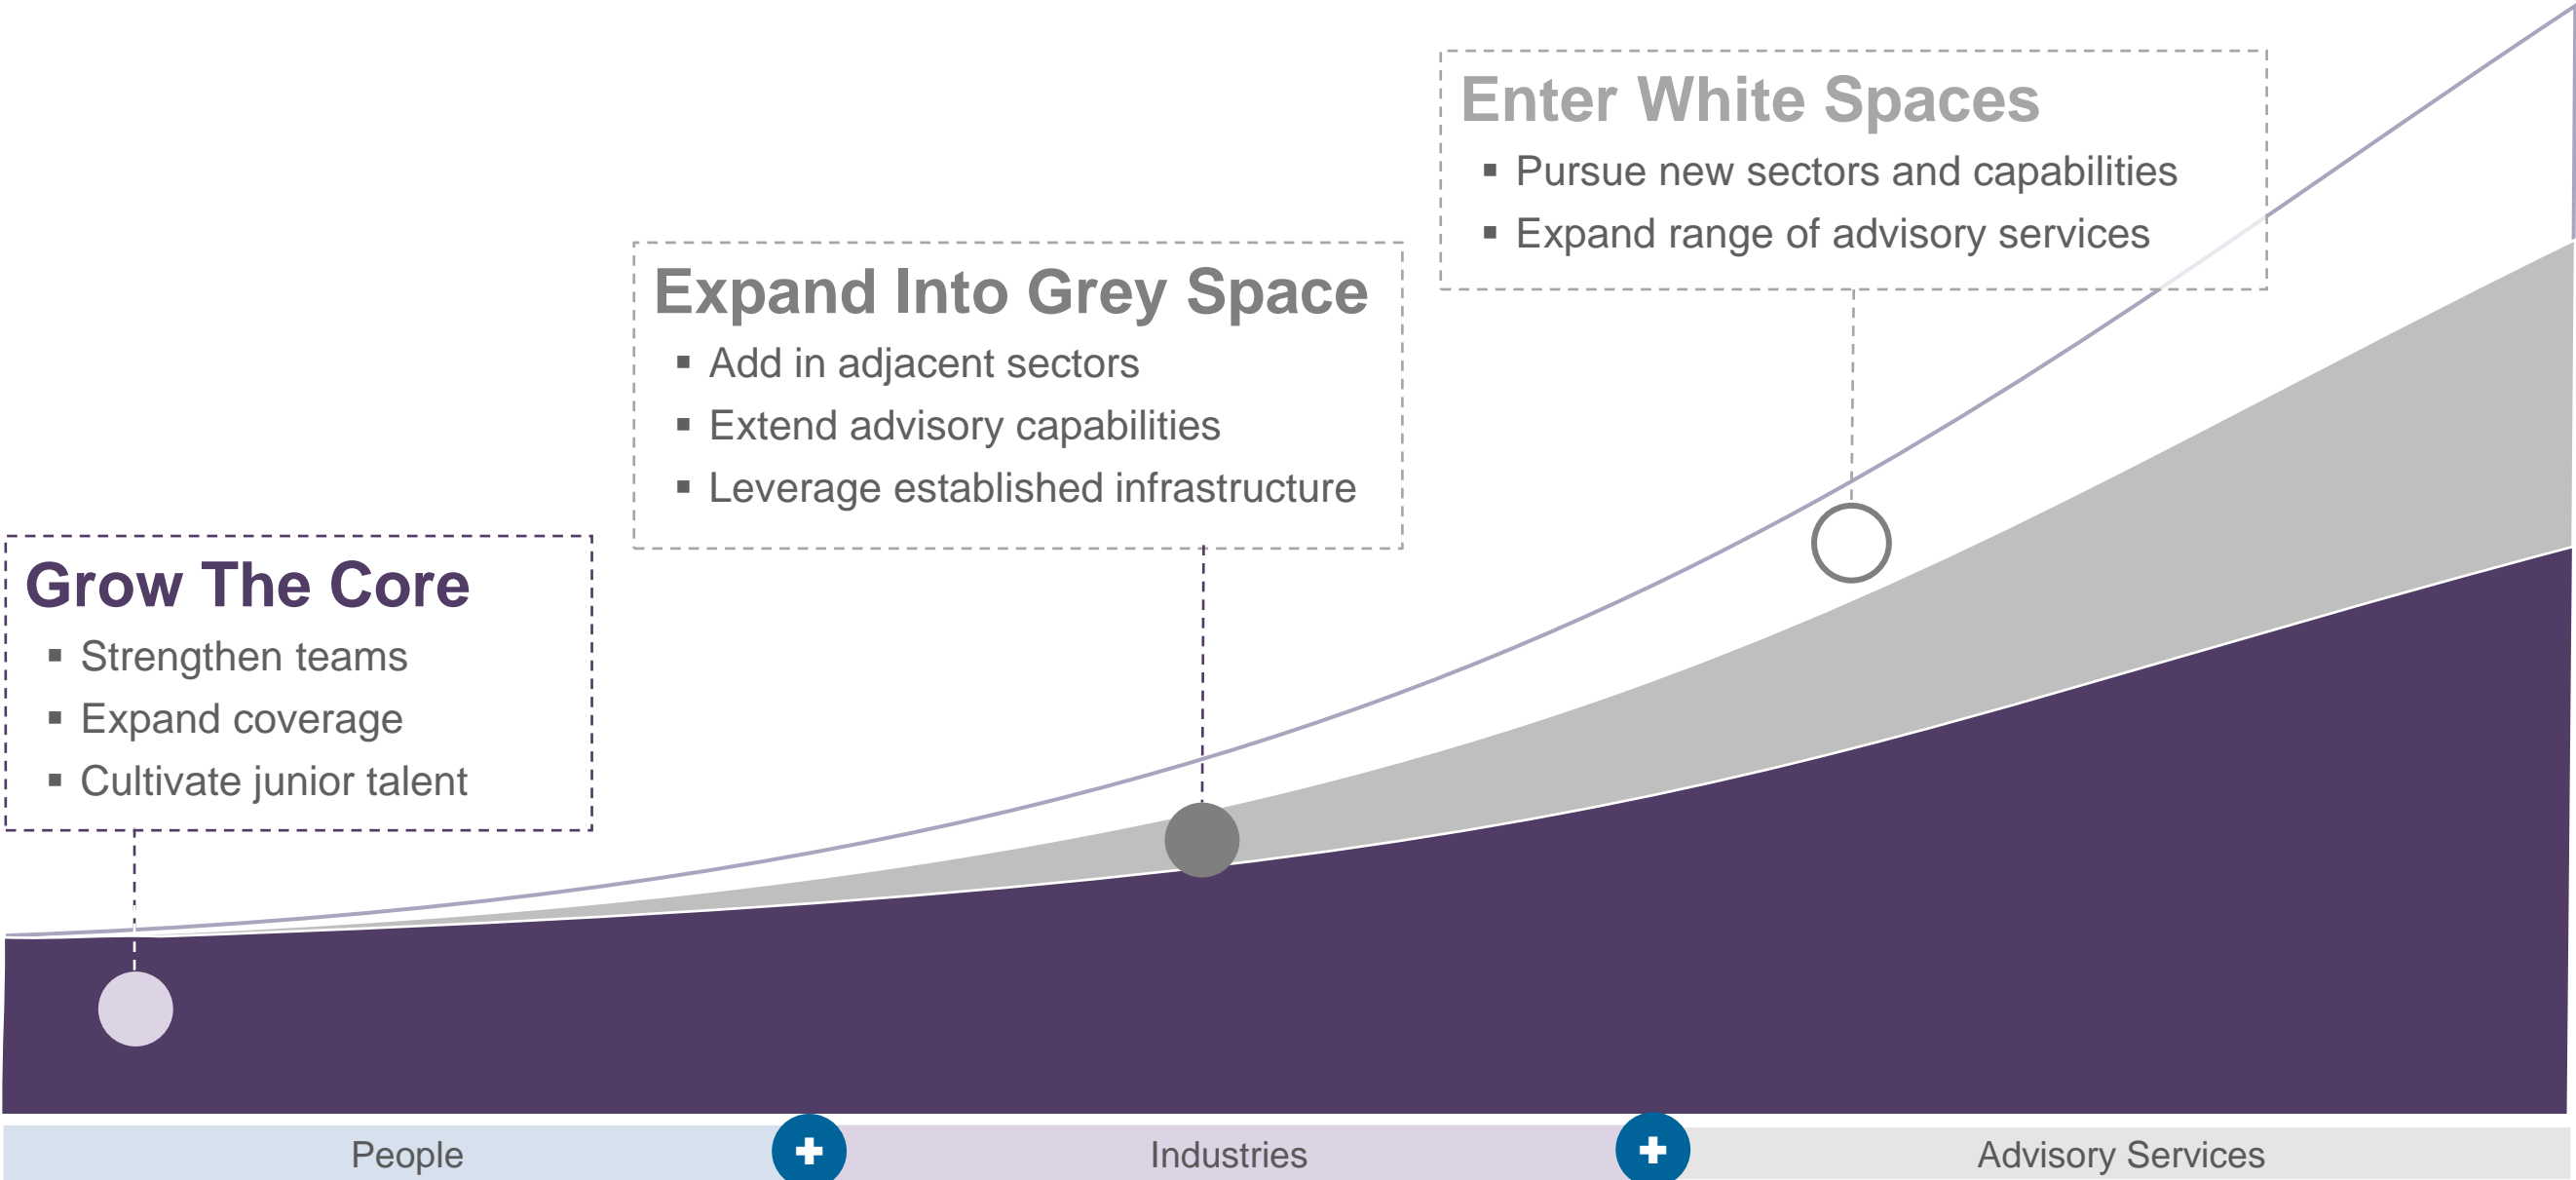 Enter White Spaces
▪ Pursue new sectors and capabilities
▪ Expand range of advisory services
Expand Into Grey Space
▪ Add in adjacent sectors
▪ Extend advisory capabilities
▪ Leverage established infrastructure
Grow The Core
▪ Strengthen teams
▪ Expand coverage
▪ Cultivate junior talent
People
Industries
Advisory Services